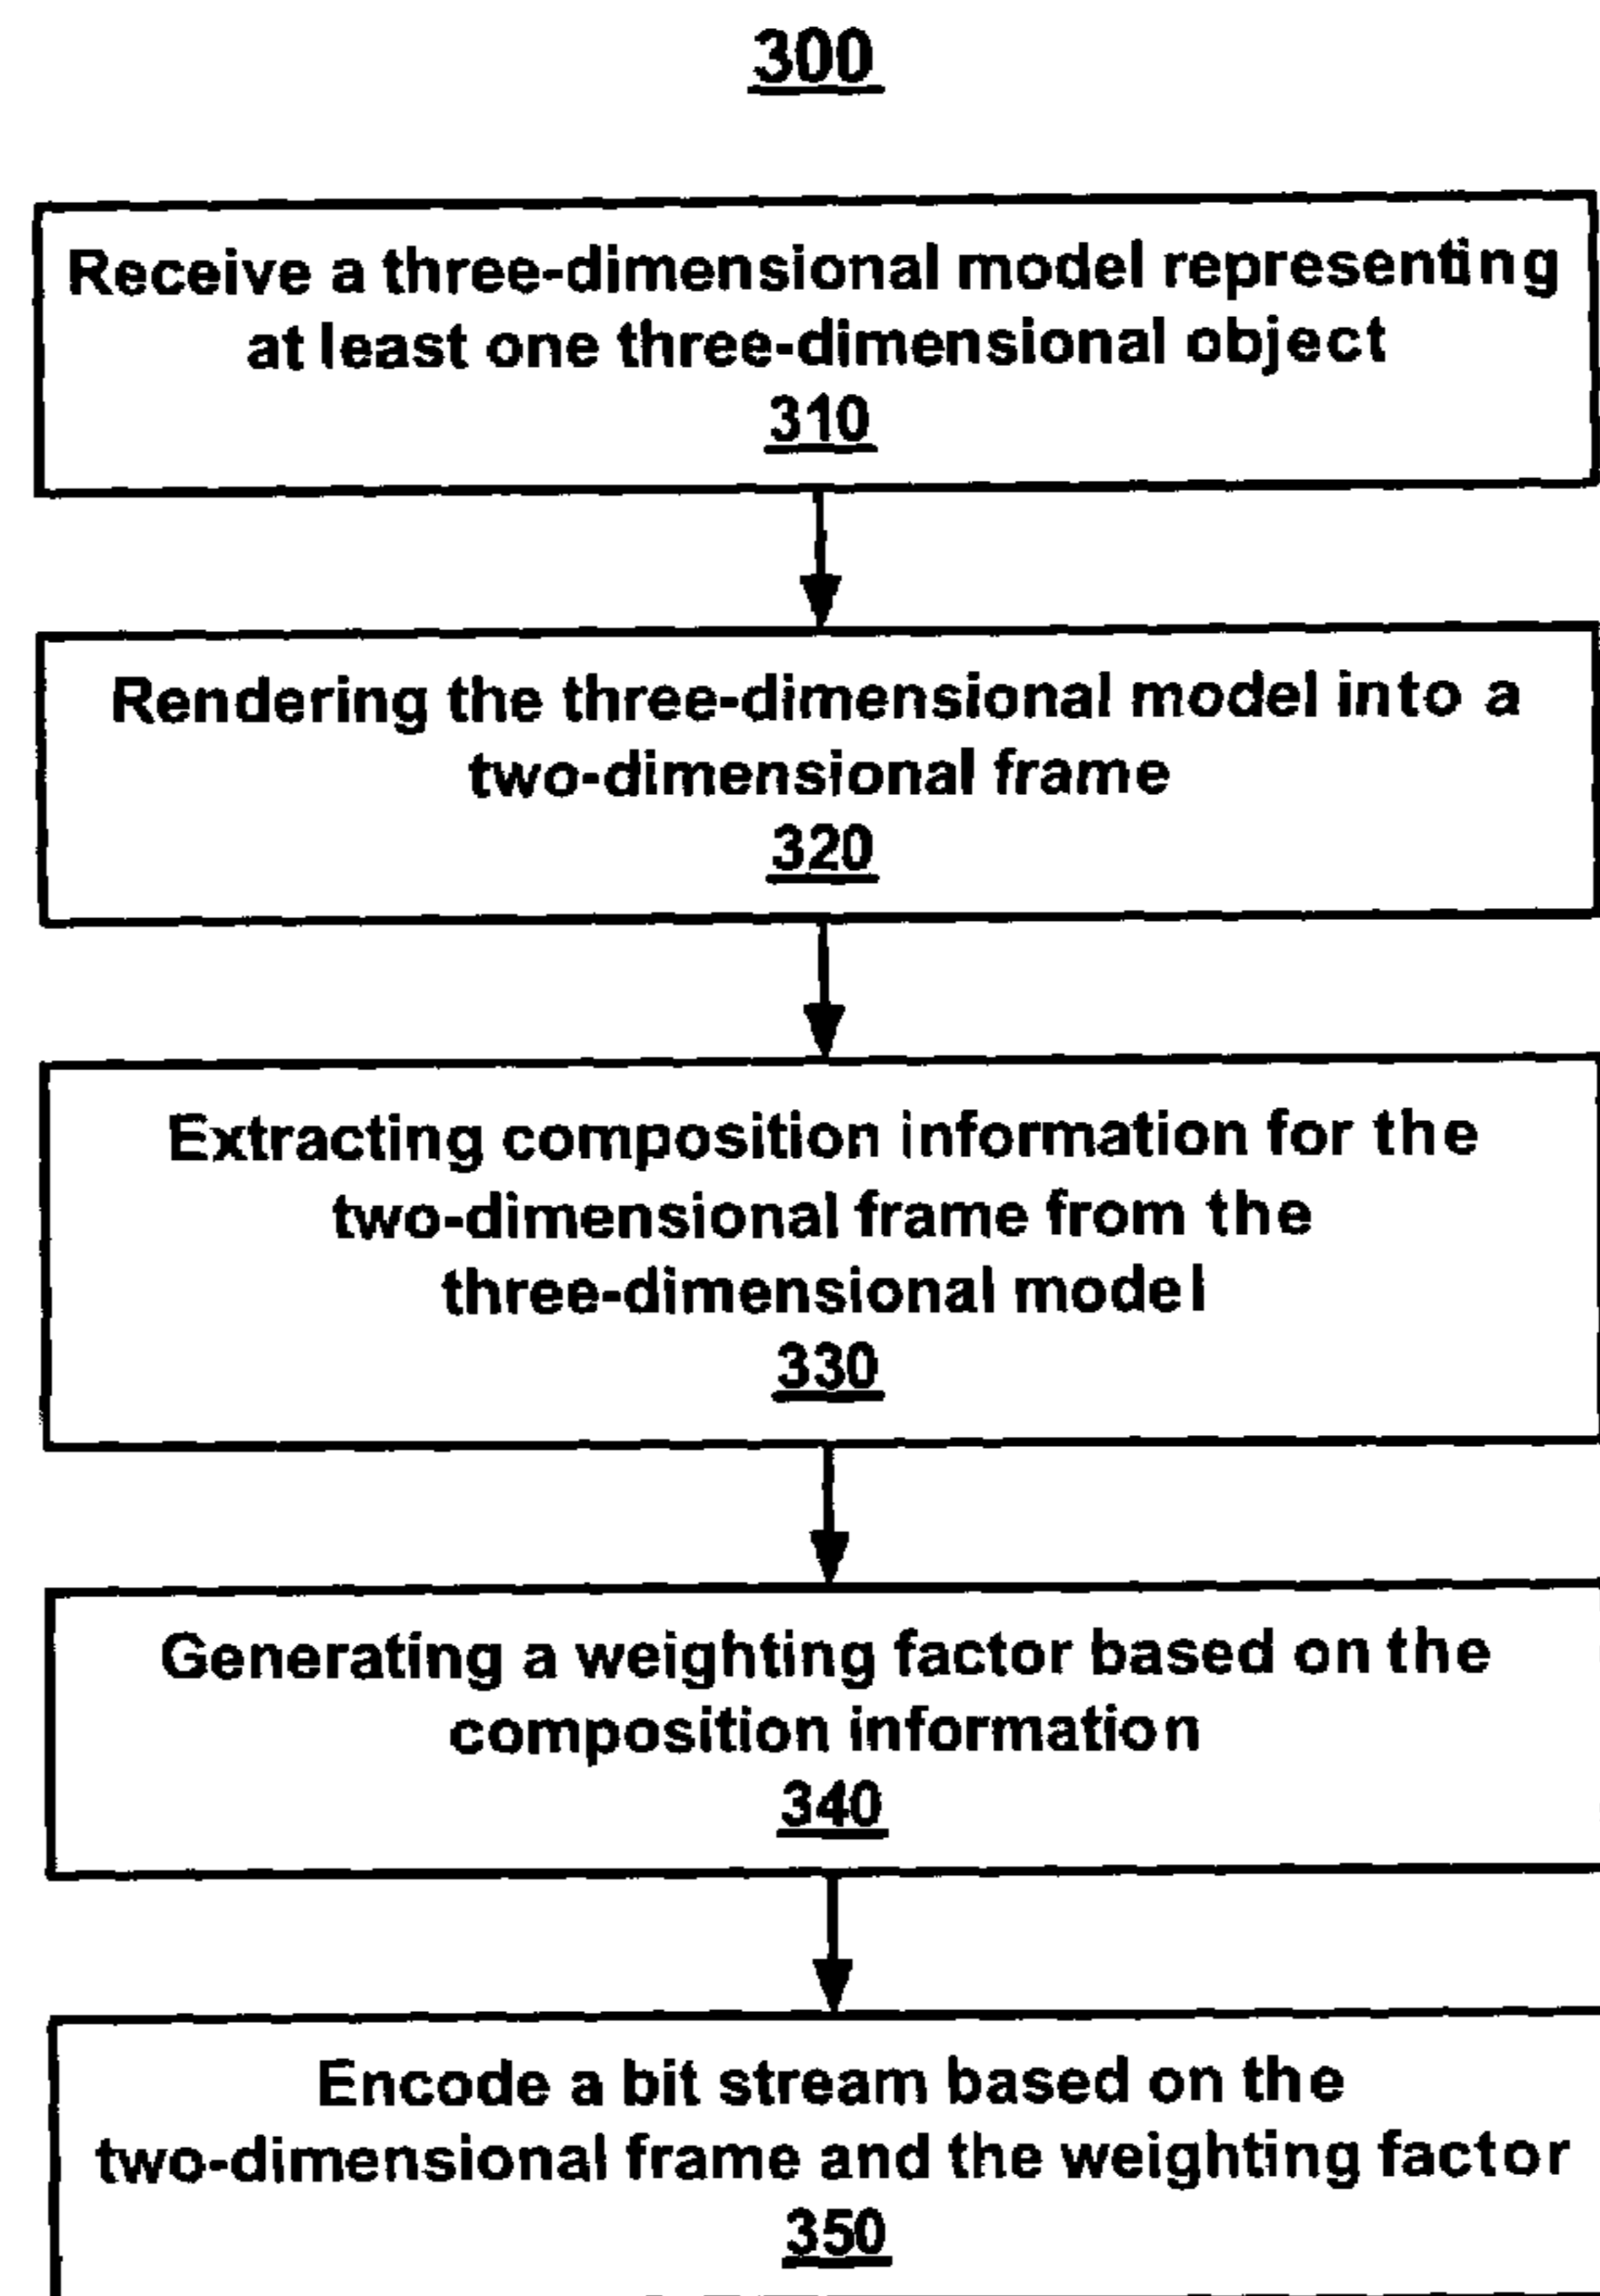 300
Receive a three-dimensional model representing
at least one three-dimensional object
310
Rendering the three-dimensional model into a
two-dimensional frame
320
Extracting composition information for the
two-dimensional frame from the
three-dimensional model
330
Generating a weighting factor based on the
composition information
340
Encode a bit stream based on the
two-dimensional frame and the weighting factor
350